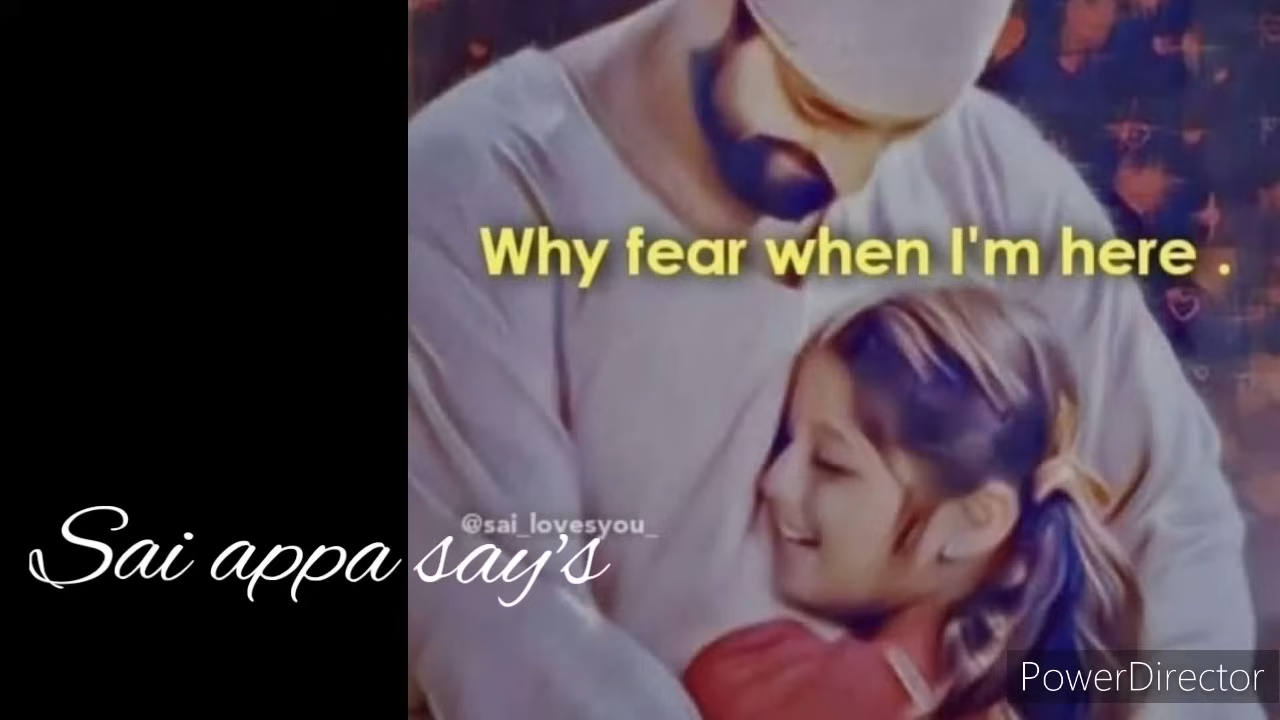 Why fear when I'm here .
@sai_lovesyou_
Sai appa say's
PowerDirector